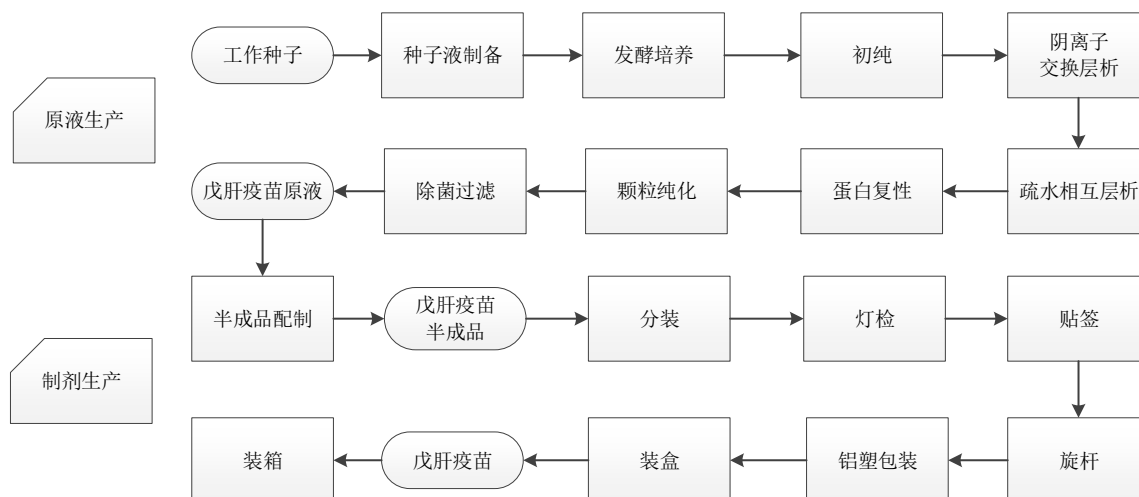 工作种子
种子液制备
发酵培养
初纯
阴离子
交换层析
原液生产
戊肝疫苗原液
除菌过滤
颗粒纯化
蛋白复性
疏水相互层析
半成品配制
戊肝疫苗
半成品
分装
灯检
贴签
制剂生产
装箱
戊肝疫苗
装盒
铝塑包装
旋杆